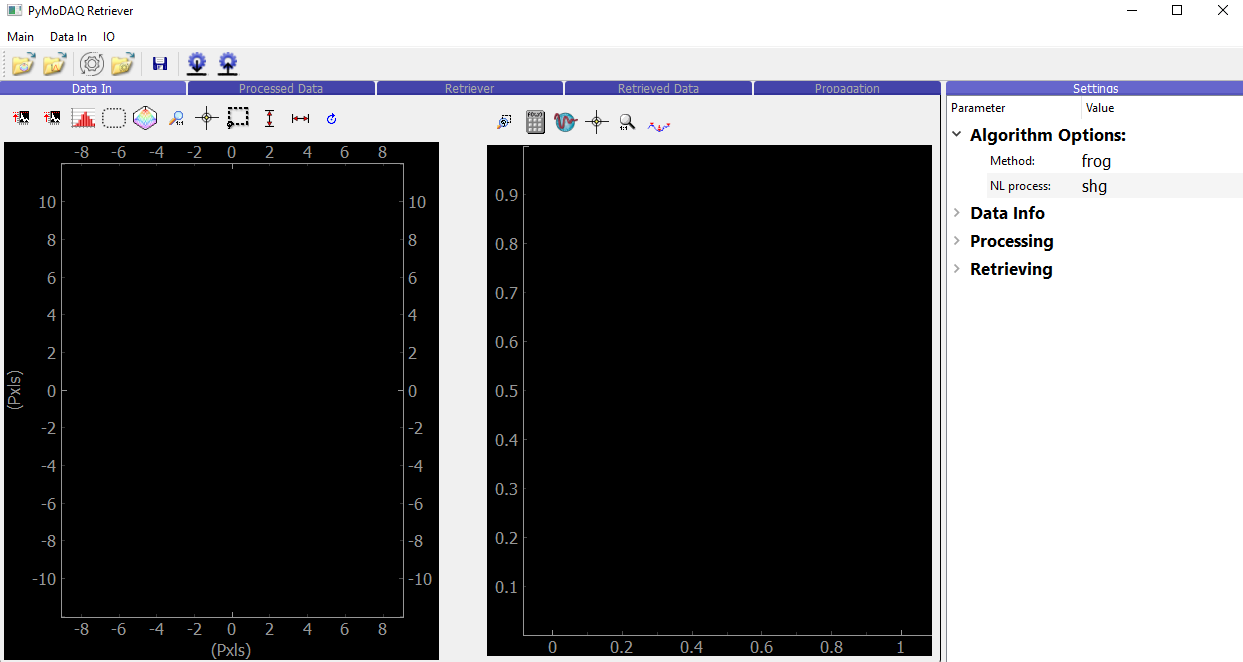 PyMoDAQ Retriever
Main Data In IO
Data In Processed Data Retriever Retrieved Data Propagation Settings
1:1 1:1
Parameter Value
Algorithm Options:
Method: frog
NL process: shg
Data Info
Processing
Retrieving
-8 -6 -4 -2 0 2 4 6 8
10 10
8 8
6 6
4 4
2 2
0 0
-2 -2
-4 -4
-6 -6
-8 -8
-10 -10
(Pxls)
-8 -6 -4 -2 0 2 4 6 8
(Pxls)
0.9
0.8
0.7
0.6
0.5
0.4
0.3
0.2
0.1
0 0.2 0.4 0.6 0.8 1